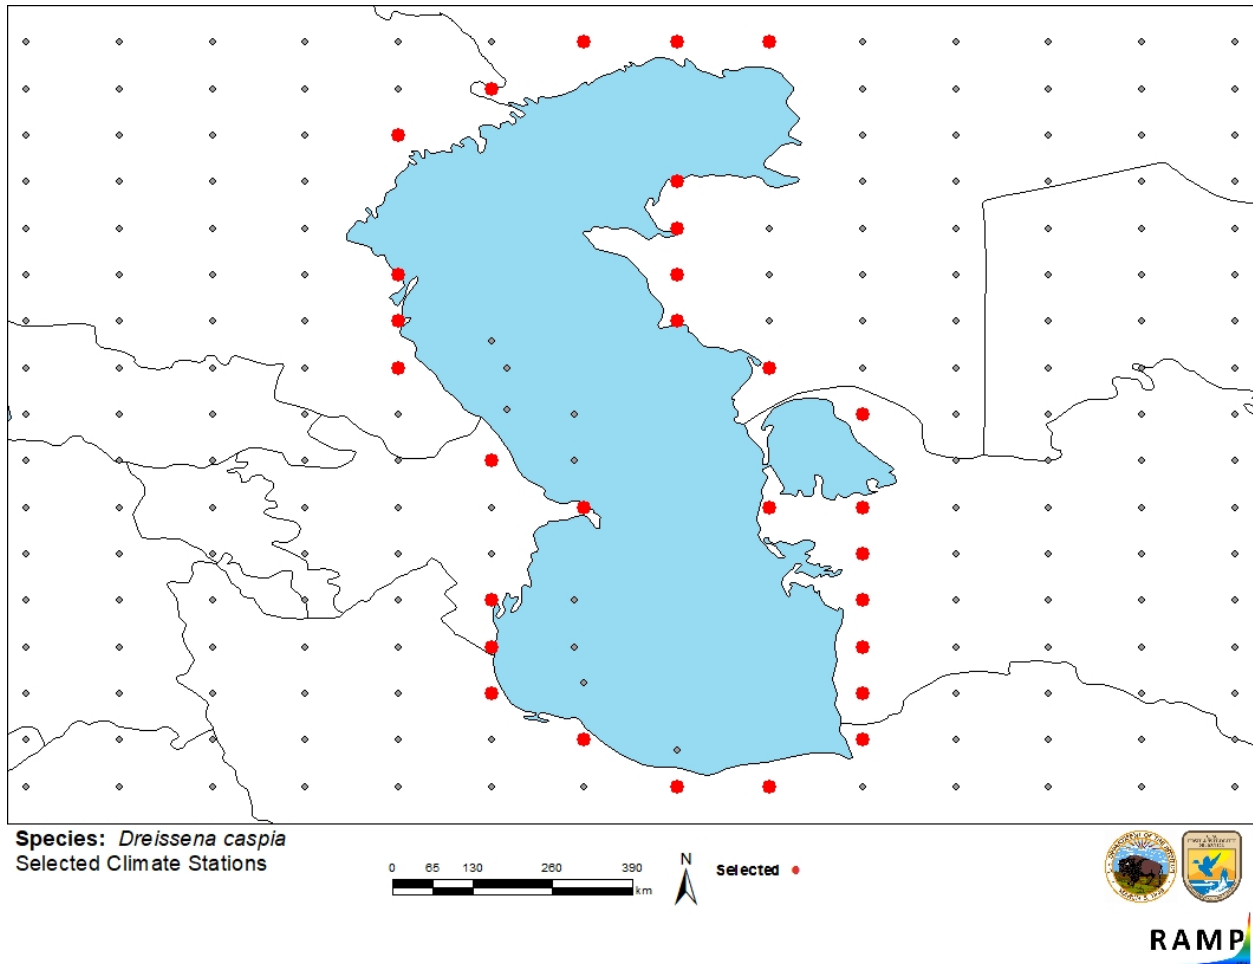 Species: Dreissena caspia
Selected Climate Stations
0 65 130 260 390
km
N
Selected
RAMP